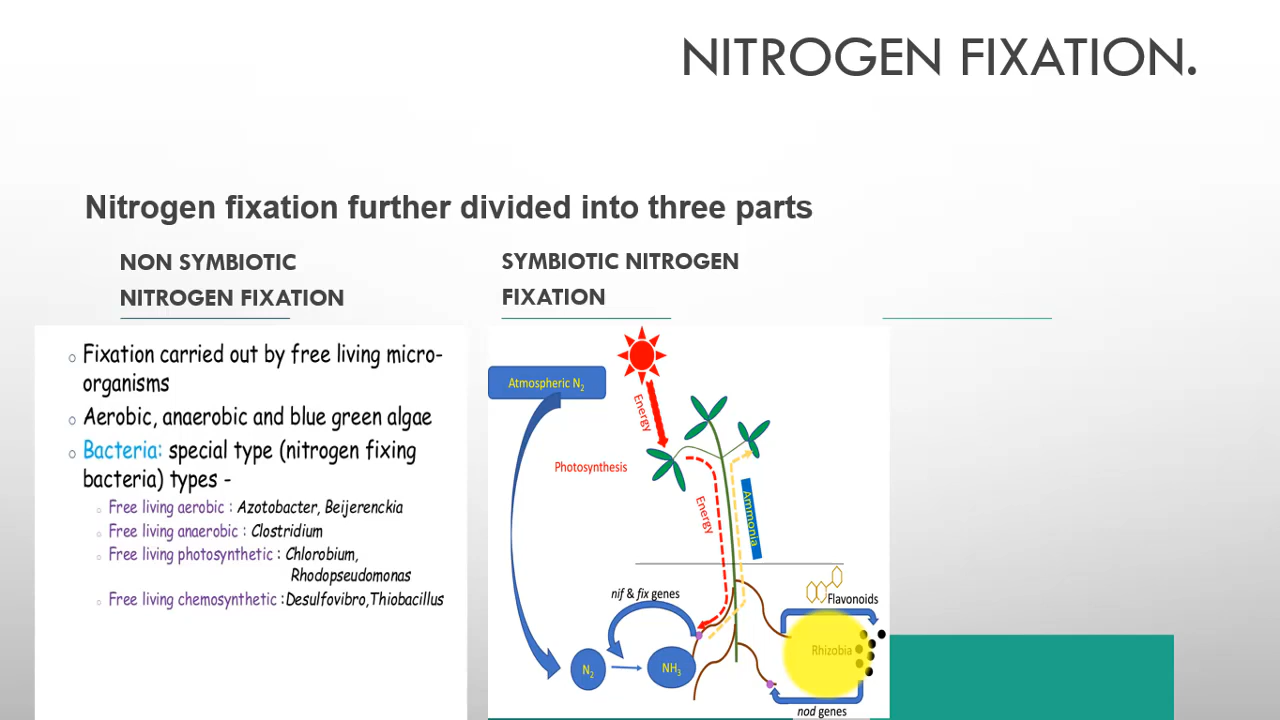 NITROGEN FIXATION.
Nitrogen fixation further divided into three parts
NON SYMBIOTIC
NITROGEN FIXATION
o Fixation carried out by free living micro-
organisms
o Aerobic, anaerobic and blue green algae
o Bacteria: special type (nitrogen fixing
bacteria) types -
o Free living aerobic : Azotobacter, Beijerenckia
o Free living anaerobic : Clostridium
o Free living photosynthetic : Chlorobium,
Rhodopseudomonas
o Free living chemosynthetic :Desulfovibro,Thiobacillus
SYMBIOTIC NITROGEN
FIXATION
Atmospheric N₂
Energy
Photosynthesis
Energy
Ammonia
nif & fix genes
Flavonoids
Rhizobia
N₂
NH₃
nod genes